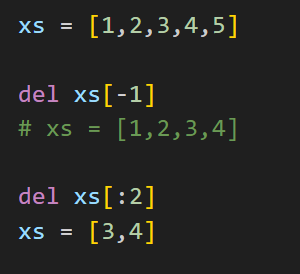 xs = [1,2,3,4,5]
del xs[-1]
# xs = [1,2,3,4]
del xs[:2]
xs = [3,4]